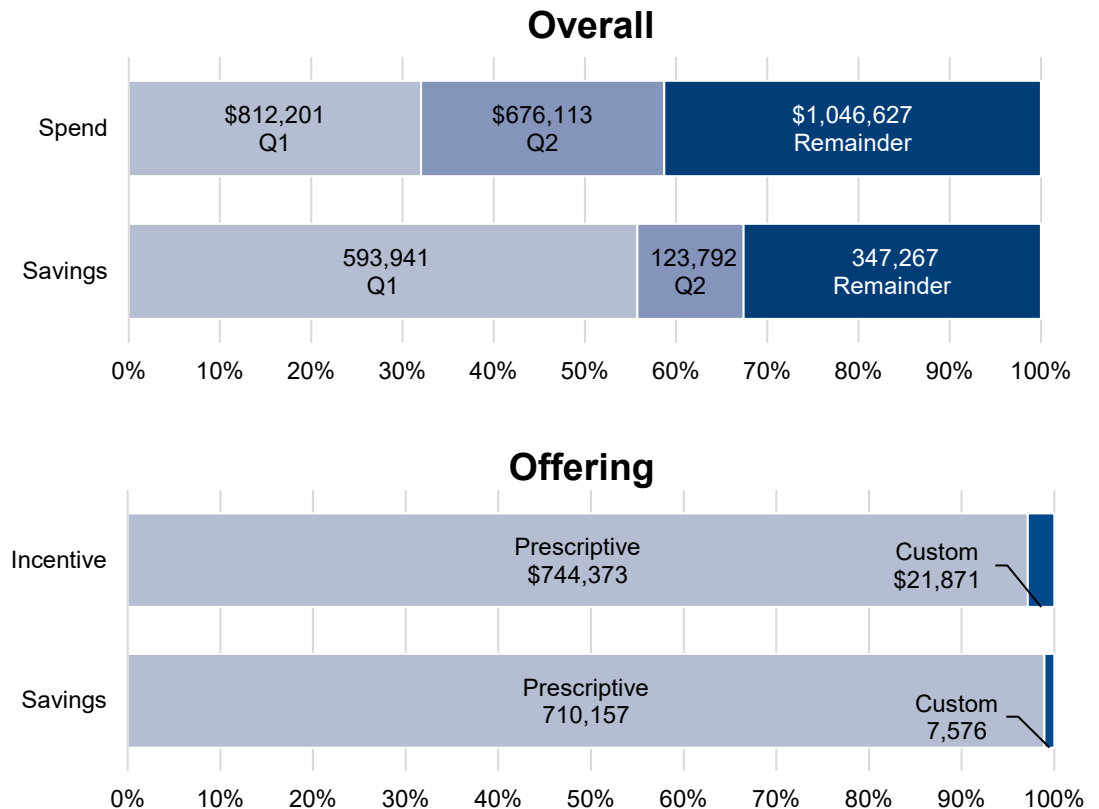 Overall
Spend
$812,201
Q1
$676,113
Q2
$1,046,627
Remainder
Savings
593,941
Q1
123,792
Q2
347,267
Remainder
0% 10% 20% 30% 40% 50% 60% 70% 80% 90% 100%
Offering
Incentive
Prescriptive
$744,373
Custom
$21,871
Savings
Prescriptive
710,157
Custom
7,576
0% 10% 20% 30% 40% 50% 60% 70% 80% 90% 100%